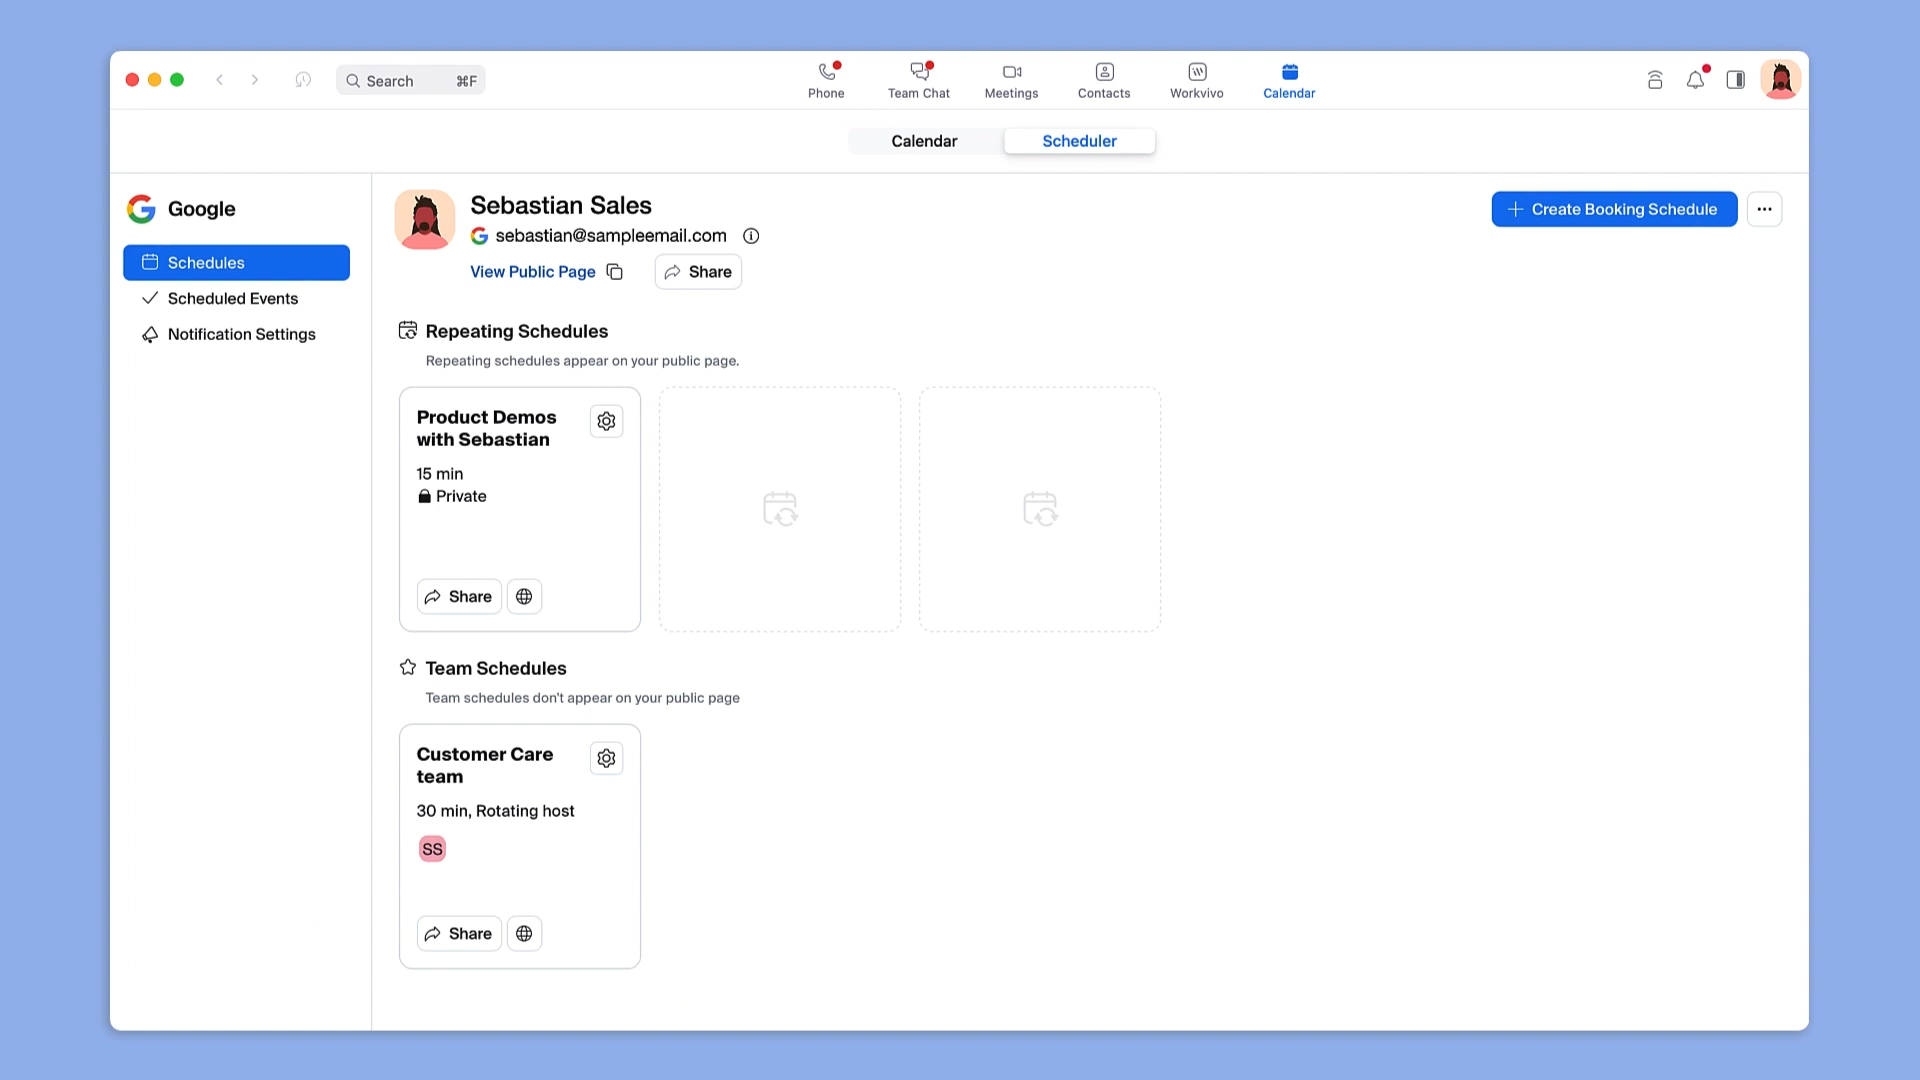 Search ⌘F
Phone
Team Chat
Meetings
Contacts
Workvivo
Calendar
Calendar
Scheduler
Google
Schedules
Scheduled Events
Notification Settings
Sebastian Sales
sebastian@sampleemail.com
View Public Page
Share
Create Booking Schedule
Repeating Schedules
Repeating schedules appear on your public page.
Product Demos
with Sebastian
15 min
Private
Share
Team Schedules
Team schedules don't appear on your public page
Customer Care
team
30 min, Rotating host
SS
Share